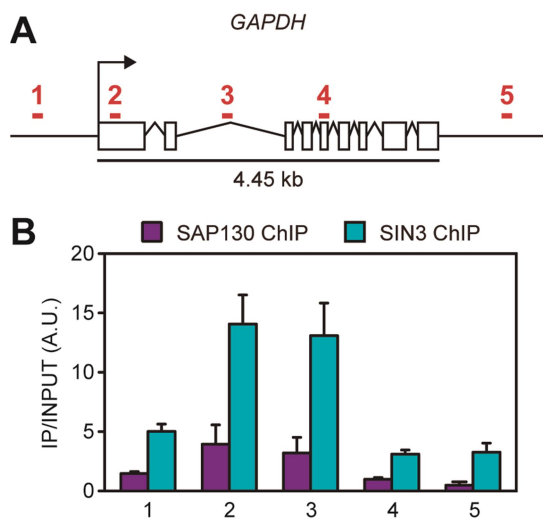 A
GAPDH
1 2 3 4 5
4.45 kb
B
SAP130 ChIP SIN3 ChIP
IP/INPUT (A.U.)
20
15
10
5
0
1 2 3 4 5